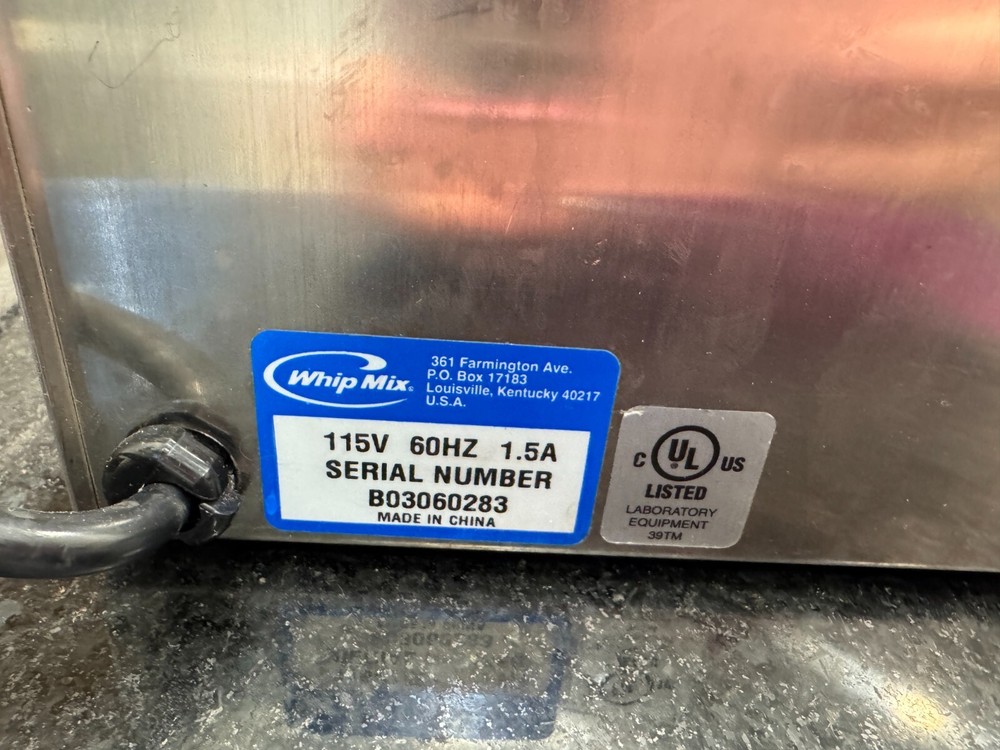 Whip Mix
361 Farmington Ave.
P.O. Box 17183
Louisville, Kentucky 40217
U.S.A.
115V 60HZ 1.5A
SERIAL NUMBER
B03060283
MADE IN CHINA
C UL US
LISTED
LABORATORY
EQUIPMENT
39TM